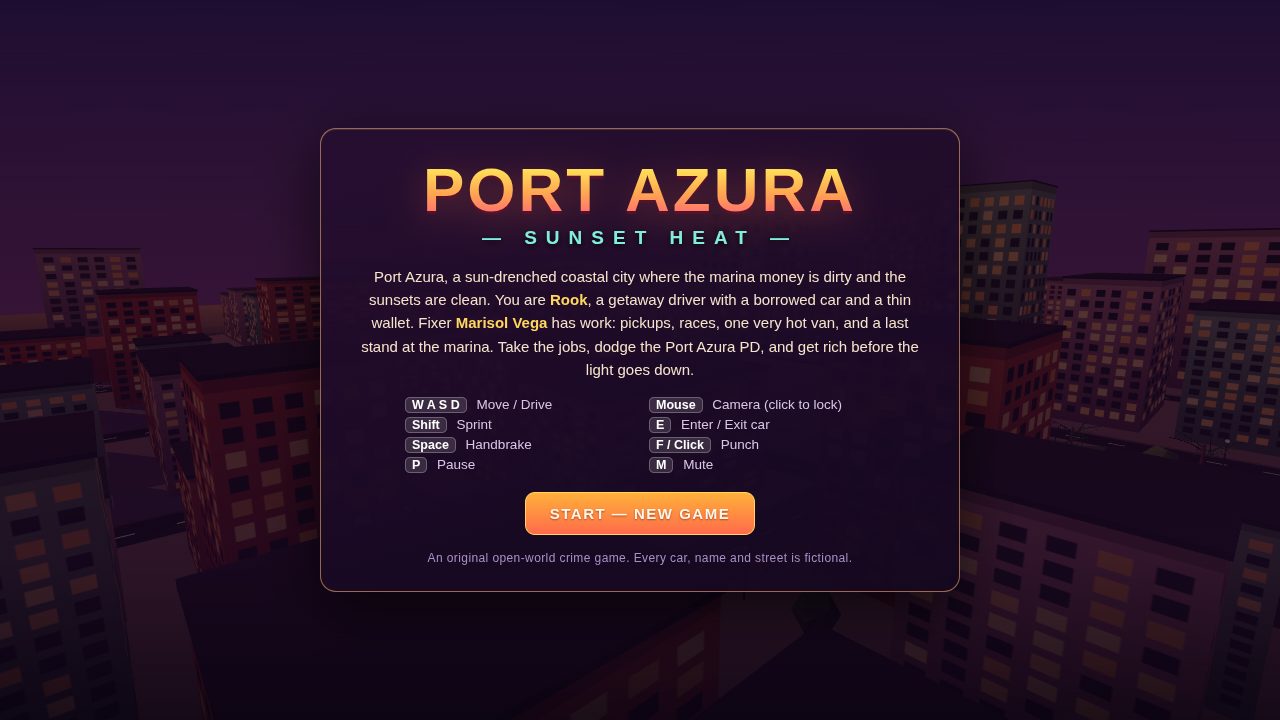 PORT AZURA
— SUNSET HEAT —
Port Azura, a sun-drenched coastal city where the marina money is dirty and the
sunsets are clean. You are Rook, a getaway driver with a borrowed car and a thin
wallet. Fixer Marisol Vega has work: pickups, races, one very hot van, and a last
stand at the marina. Take the jobs, dodge the Port Azura PD, and get rich before the
light goes down.
W A S D Move / Drive Mouse Camera (click to lock)
Shift Sprint E Enter / Exit car
Space Handbrake F / Click Punch
P Pause M Mute
START — NEW GAME
An original open-world crime game. Every car, name and street is fictional.